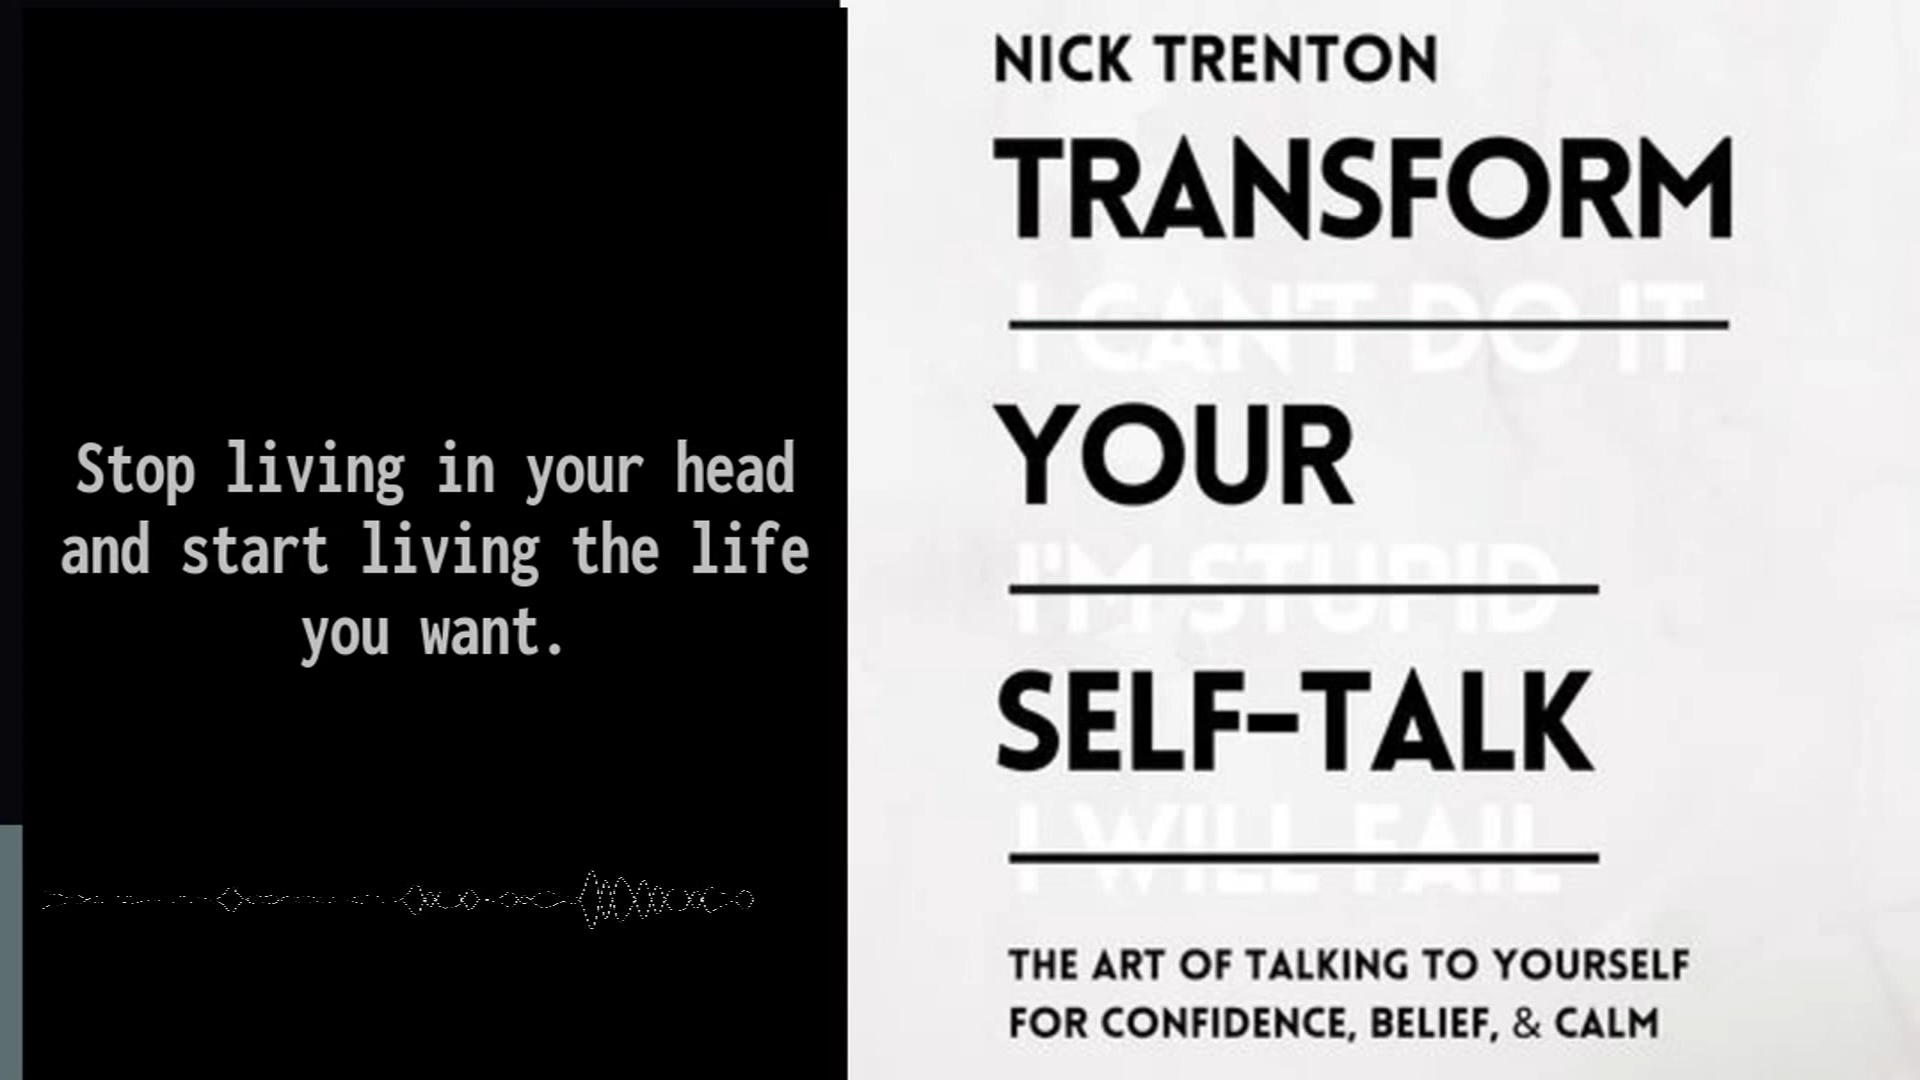 Stop living in your head
and start living the life
you want.
NICK TRENTON
TRANSFORM
I CAN'T DO IT
YOUR
I'M STUPID
SELF-TALK
I WILL FAIL
THE ART OF TALKING TO YOURSELF
FOR CONFIDENCE, BELIEF, & CALM